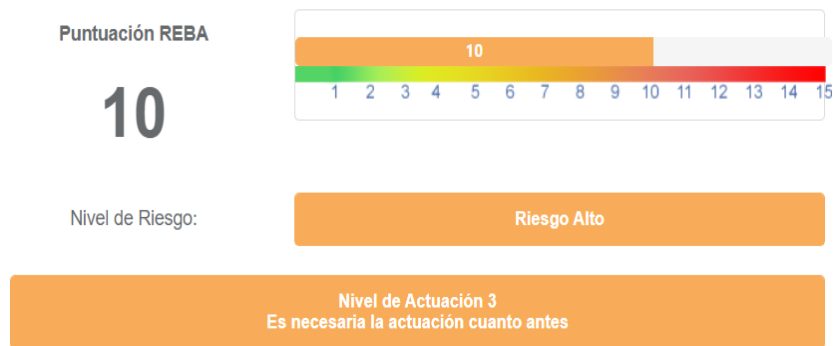 Puntuación REBA
10
10
1 2 3 4 5 6 7 8 9 10 11 12 13 14 15
Nivel de Riesgo:
Riesgo Alto
Nivel de Actuación 3
Es necesaria la actuación cuanto antes